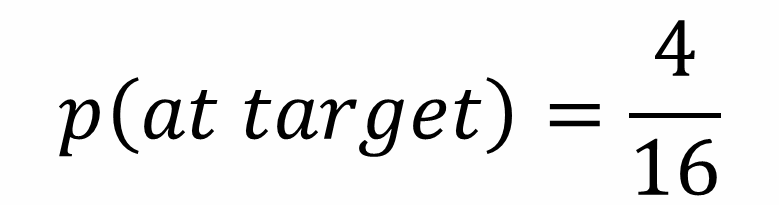 p(at target) = 4/16